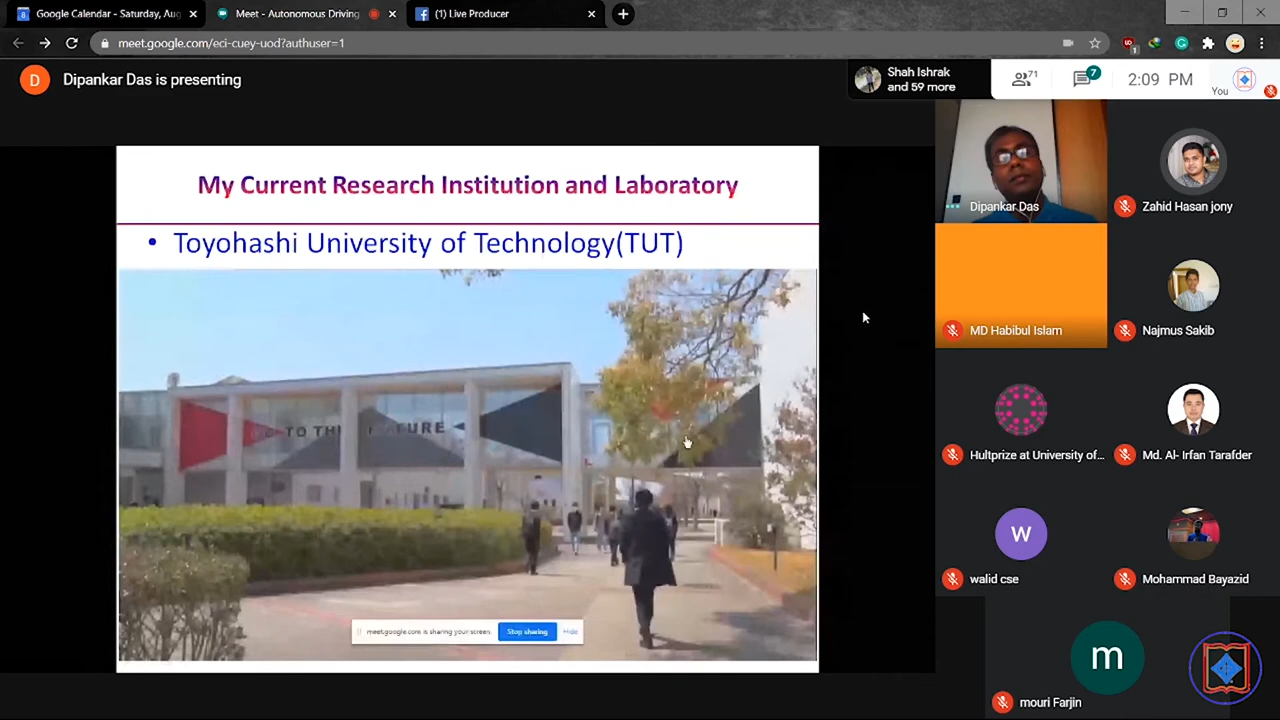 Google Calendar - Saturday, Aug
Meet - Autonomous Driving
(1) Live Producer
meet.google.com/eci-cuey-uod?authuser=1
Dipankar Das is presenting
Shah Ishrak
and 59 more
71
7
2:09 PM
You
My Current Research Institution and Laboratory
• Toyohashi University of Technology(TUT)
TO TH
meet.google.com is sharing your screen.
Stop sharing
Hide
Dipankar Das
Zahid Hasan jony
MD Habibul Islam
Najmus Sakib
Hultprize at University of...
Md. Al- Irfan Tarafder
walid cse
Mohammad Bayazid
mouri Farjin
D
W
m